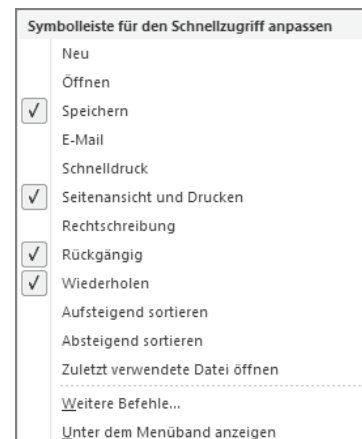 Symbolleiste für den Schnellzugriff anpassen
Neu
Öffnen
Speichern
E-Mail
Schnelldruck
Seitenansicht und Drucken
Rechtschreibung
Rückgängig
Wiederholen
Aufsteigend sortieren
Absteigend sortieren
Zuletzt verwendete Datei öffnen
Weitere Befehle...
Unter dem Menüband anzeigen